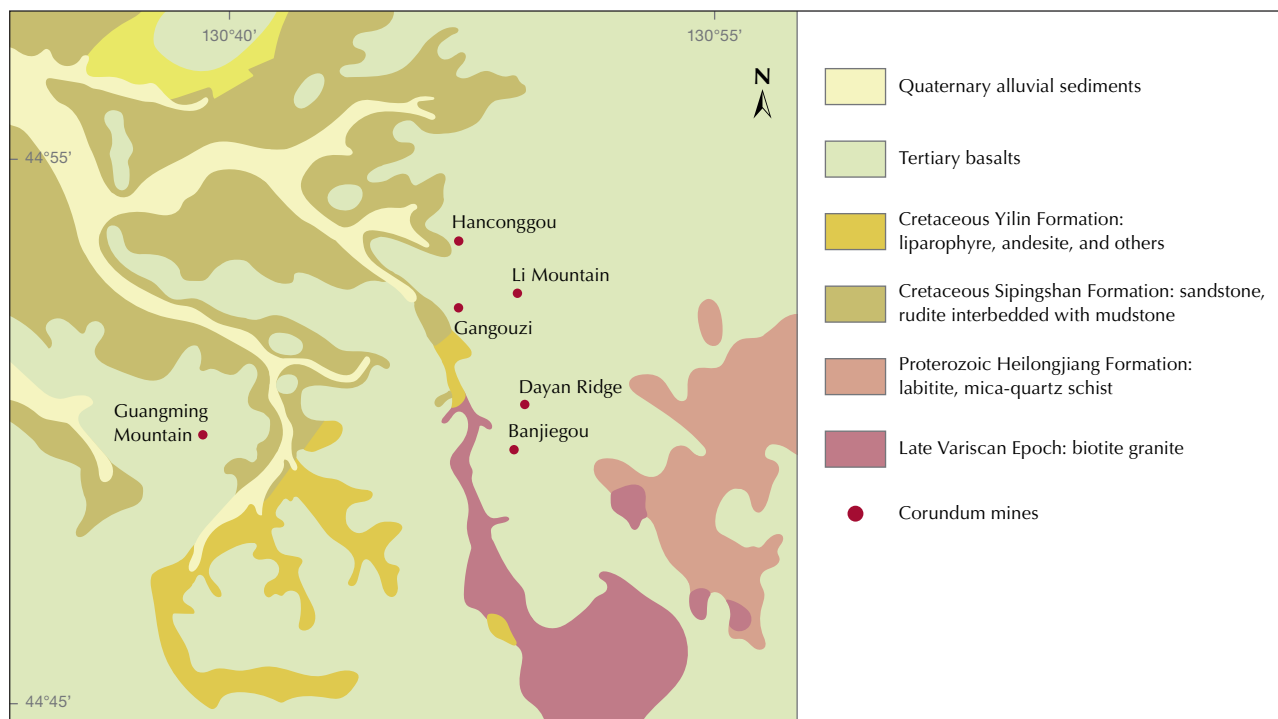 130°40’
130°55’
N
44°55’
Hanconggou
Li Mountain
Gangouzi
Dayan Ridge
Guangming
Mountain
Banjiegou
44°45’
Quaternary alluvial sediments
Tertiary basalts
Cretaceous Yilin Formation:
liparophyre, andesite, and others
Cretaceous Sipingshan Formation: sandstone,
rudite interbedded with mudstone
Proterozoic Heilongjiang Formation:
labitite, mica-quartz schist
Late Variscan Epoch: biotite granite
Corundum mines